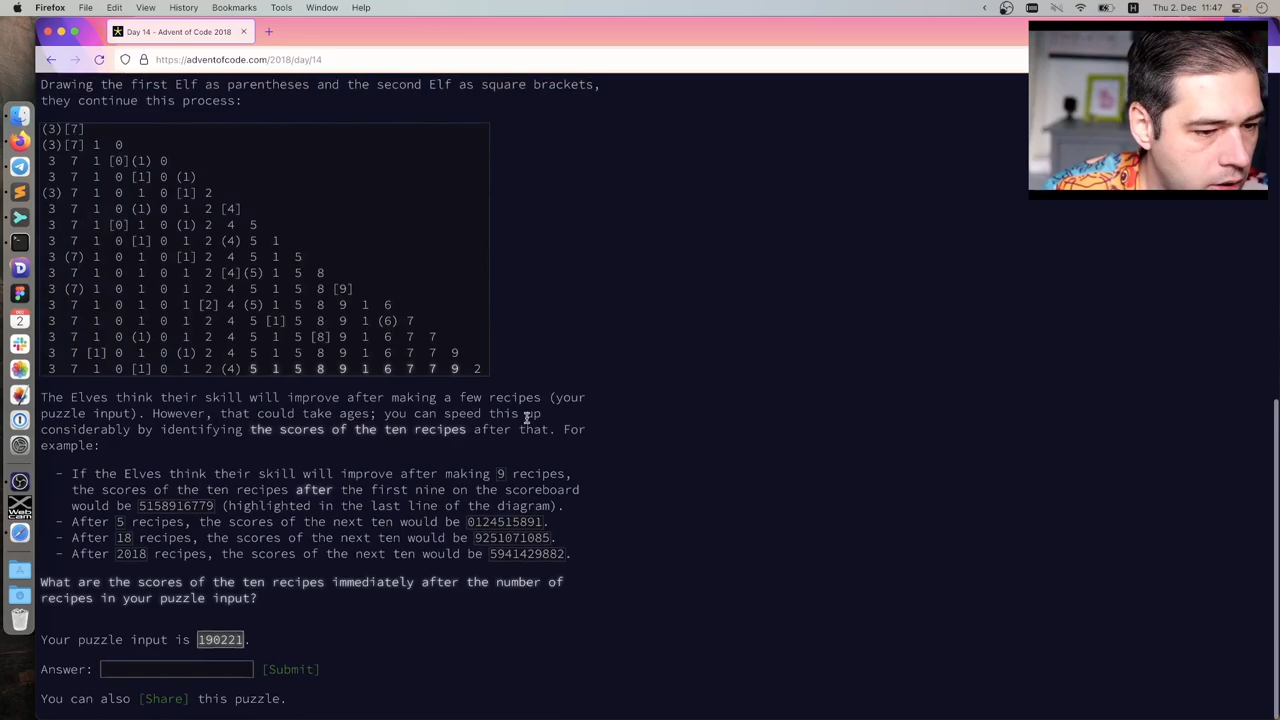 Firefox File Edit View History Bookmarks Tools Window Help Thu 2. Dec 11:47
Day 14 - Advent of Code 2018
https://adventofcode.com/2018/day/14
Drawing the first Elf as parentheses and the second Elf as square brackets,
they continue this process:
(3)[7]
(3)[7] 1 0
3 7 1 [0](1) 0
3 7 1 0 [1] 0 (1)
(3) 7 1 0 1 0 [1] 2
3 7 1 0 (1) 0 1 2 [4]
3 7 1 [0] 1 0 (1) 2 4 5
3 7 1 0 [1] 0 1 2 (4) 5 1
3 (7) 1 0 1 0 [1] 2 4 5 1 5
3 7 1 0 1 0 1 2 [4](5) 1 5 8
3 (7) 1 0 1 0 1 2 4 5 1 5 8 [9]
3 7 1 0 1 0 1 [2] 4 (5) 1 5 8 9 1 6
3 7 1 0 1 0 1 2 4 5 [1] 5 8 9 1 (6) 7
3 7 1 0 (1) 0 1 2 4 5 1 5 [8] 9 1 6 7 7
3 7 [1] 0 1 0 (1) 2 4 5 1 5 8 9 1 6 7 7 9
3 7 1 0 [1] 0 1 2 (4) 5 1 5 8 9 1 6 7 7 9 2
The Elves think their skill will improve after making a few recipes (your
puzzle input). However, that could take ages; you can speed this up
considerably by identifying the scores of the ten recipes after that. For
example:
- If the Elves think their skill will improve after making 9 recipes,
the scores of the ten recipes after the first nine on the scoreboard
would be 5158916779 (highlighted in the last line of the diagram).
- After 5 recipes, the scores of the next ten would be 0124515891.
- After 18 recipes, the scores of the next ten would be 9251071085.
- After 2018 recipes, the scores of the next ten would be 5941429882.
What are the scores of the ten recipes immediately after the number of
recipes in your puzzle input?
Your puzzle input is 190221.
Answer: [Submit]
You can also [Share] this puzzle.